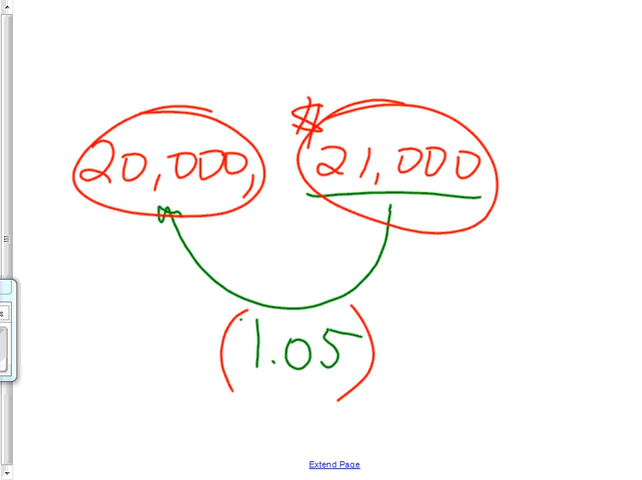 20,000, $21,000
(1.05)
s
Extend Page